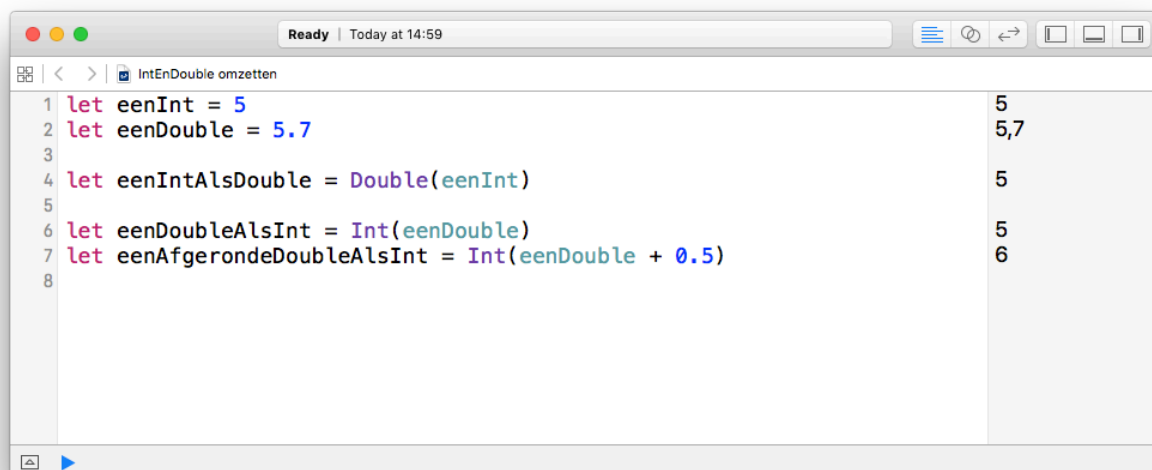 Ready | Today at 14:59
IntEnDouble omzetten
1 let eenInt = 5 5
2 let eenDouble = 5.7 5,7
3
4 let eenIntAlsDouble = Double(eenInt) 5
5
6 let eenDoubleAlsInt = Int(eenDouble) 5
7 let eenAfgerondeDoubleAlsInt = Int(eenDouble + 0.5) 6
8